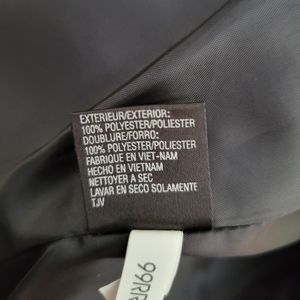 EXTERIEUR/EXTERIOR:
100% POLYESTER/POLIESTER
DOUBLURE/FORRO:
100% POLYESTER/POLIESTER
FABRIQUE EN VIET-NAM
HECHO EN VIETNAM
NETTOYER A SEC
LAVAR EN SECO SOLAMENTE
TJV